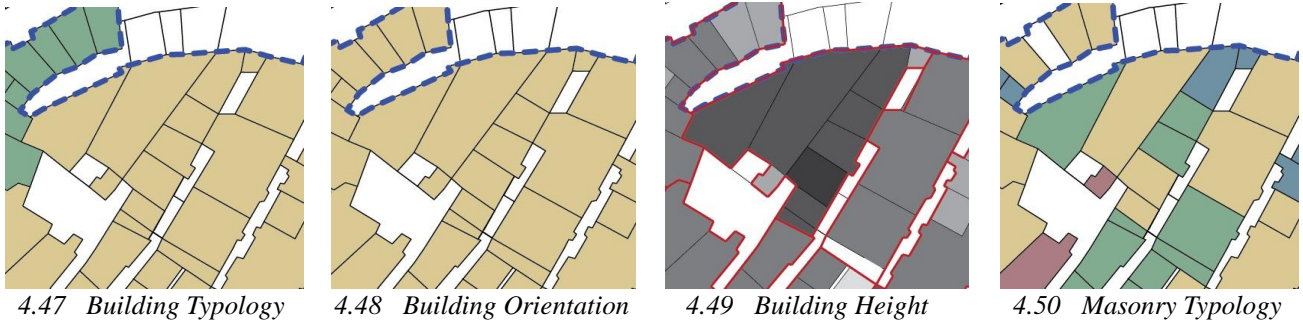 4.47 Building Typology
4.48 Building Orientation
4.49 Building Height
4.50 Masonry Typology